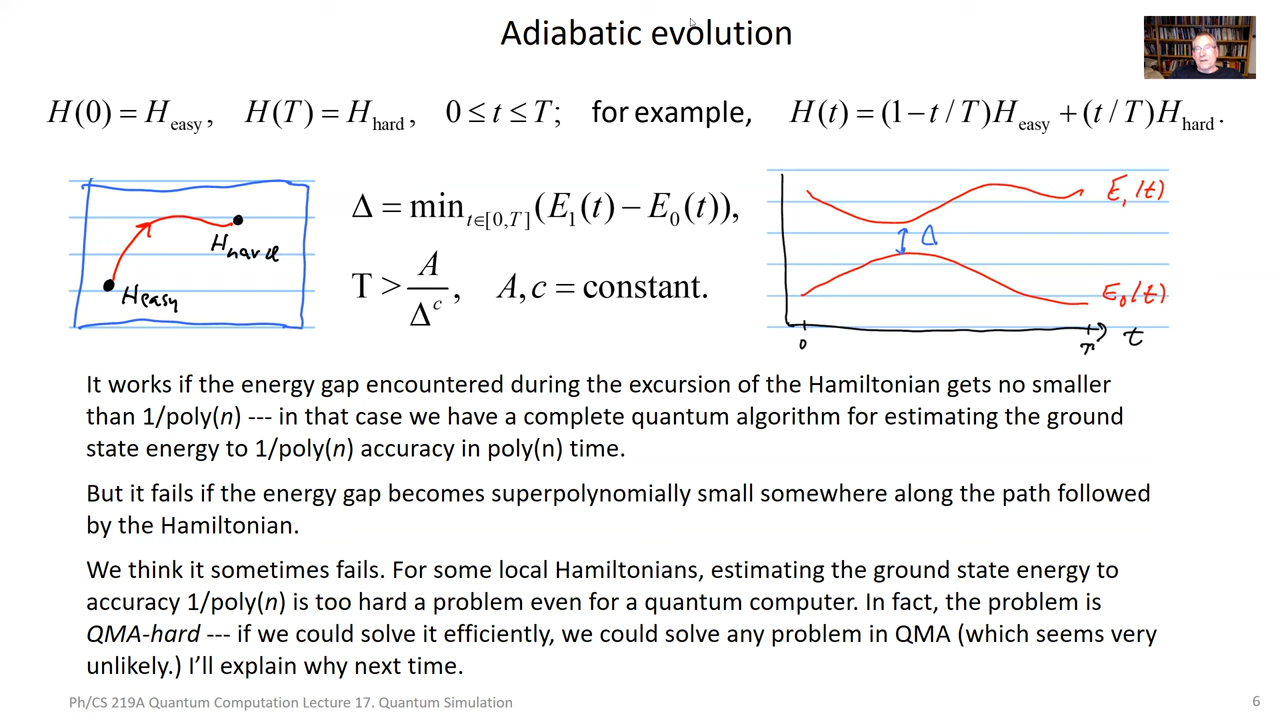 Adiabatic evolution
H(0) = H_easy, H(T) = H_hard, 0 ≤ t ≤ T; for example, H(t) = (1 − t / T)H_easy + (t / T)H_hard.
H hard
H easy
Δ = min_{t∈[0,T]} (E_1(t) − E_0(t)),
T > A / Δ^c, A, c = constant.
E_1(t)
Δ
E_0(t)
0
T
t
It works if the energy gap encountered during the excursion of the Hamiltonian gets no smaller
than 1/poly(n) --- in that case we have a complete quantum algorithm for estimating the ground
state energy to 1/poly(n) accuracy in poly(n) time.
But it fails if the energy gap becomes superpolynomially small somewhere along the path followed
by the Hamiltonian.
We think it sometimes fails. For some local Hamiltonians, estimating the ground state energy to
accuracy 1/poly(n) is too hard a problem even for a quantum computer. In fact, the problem is
QMA-hard --- if we could solve it efficiently, we could solve any problem in QMA (which seems very
unlikely.) I'll explain why next time.
Ph/CS 219A Quantum Computation Lecture 17. Quantum Simulation
6